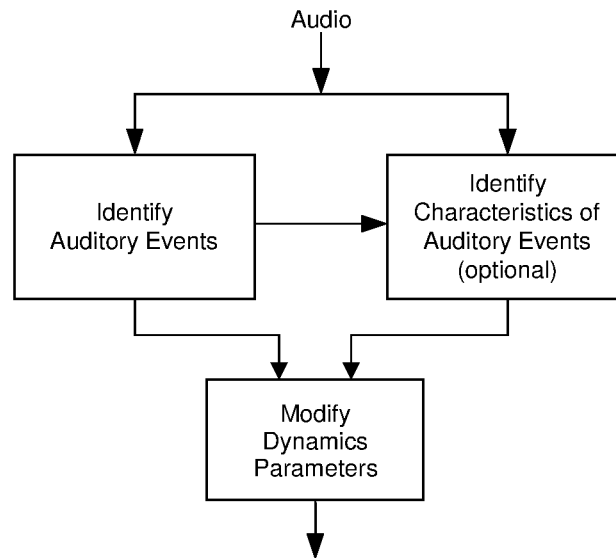 Audio
Identify
Auditory Events
Identify
Characteristics of
Auditory Events
(optional)
Modify
Dynamics
Parameters